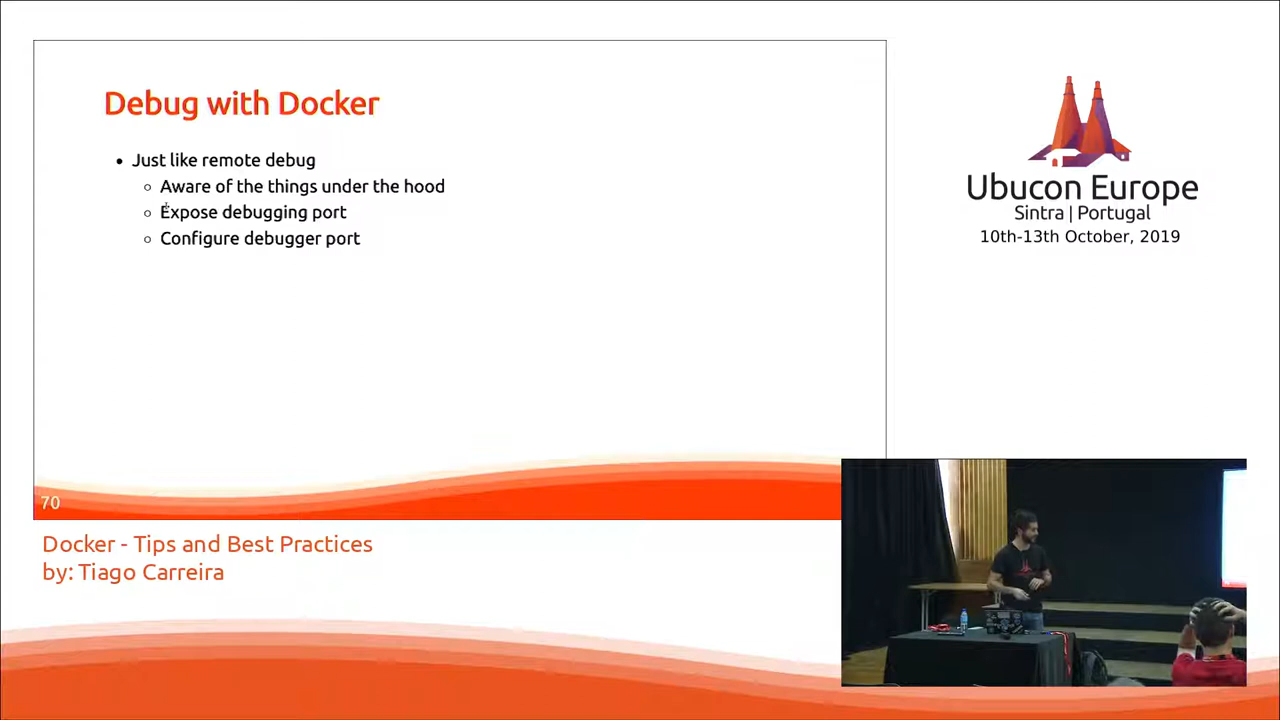 Debug with Docker
• Just like remote debug
○ Aware of the things under the hood
○ Expose debugging port
○ Configure debugger port
70
Docker - Tips and Best Practices
by: Tiago Carreira
Ubucon Europe
Sintra | Portugal
10th-13th October, 2019